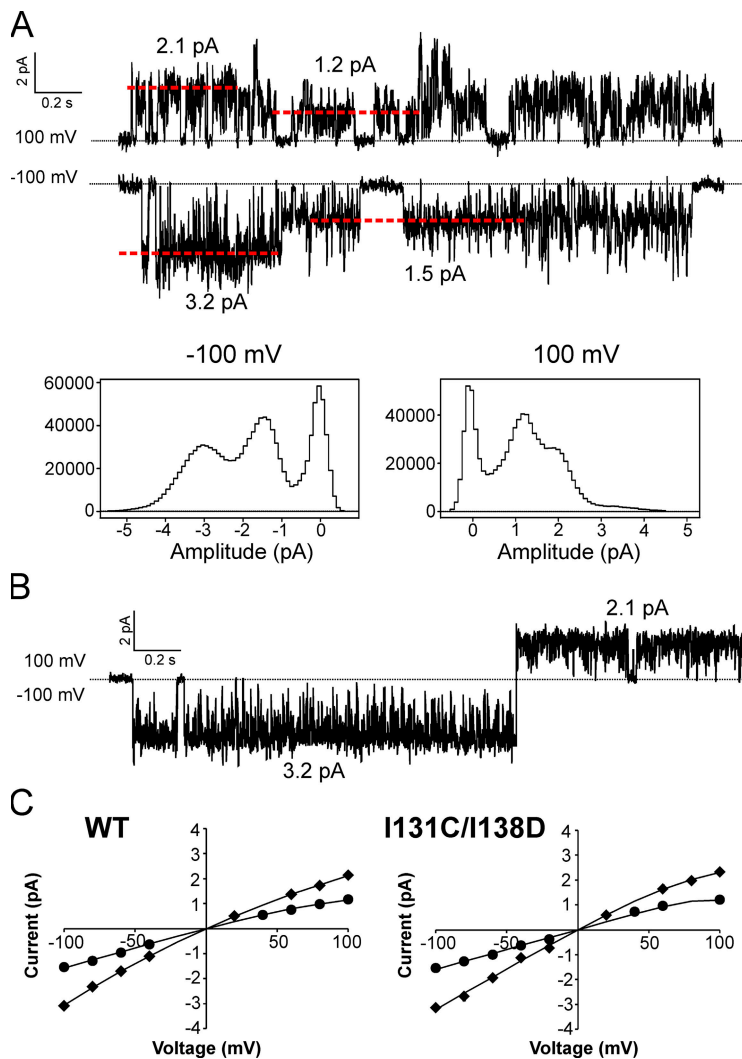 A
2.1 pA
1.2 pA
2 pA
0.2 s
100 mV
-100 mV
3.2 pA
1.5 pA
-100 mV
100 mV
60000
40000
20000
0
-5 -4 -3 -2 -1 0
Amplitude (pA)
40000
20000
0
0 1 2 3 4 5
Amplitude (pA)
B
2 pA
0.2 s
2.1 pA
100 mV
-100 mV
3.2 pA
C
WT
Current (pA)
4
3
2
1
-100 -50 50 100
-1
-2
-3
-4
Voltage (mV)
I131C/I138D
Current (pA)
4
3
2
1
-100 -50 50 100
-1
-2
-3
-4
Voltage (mV)